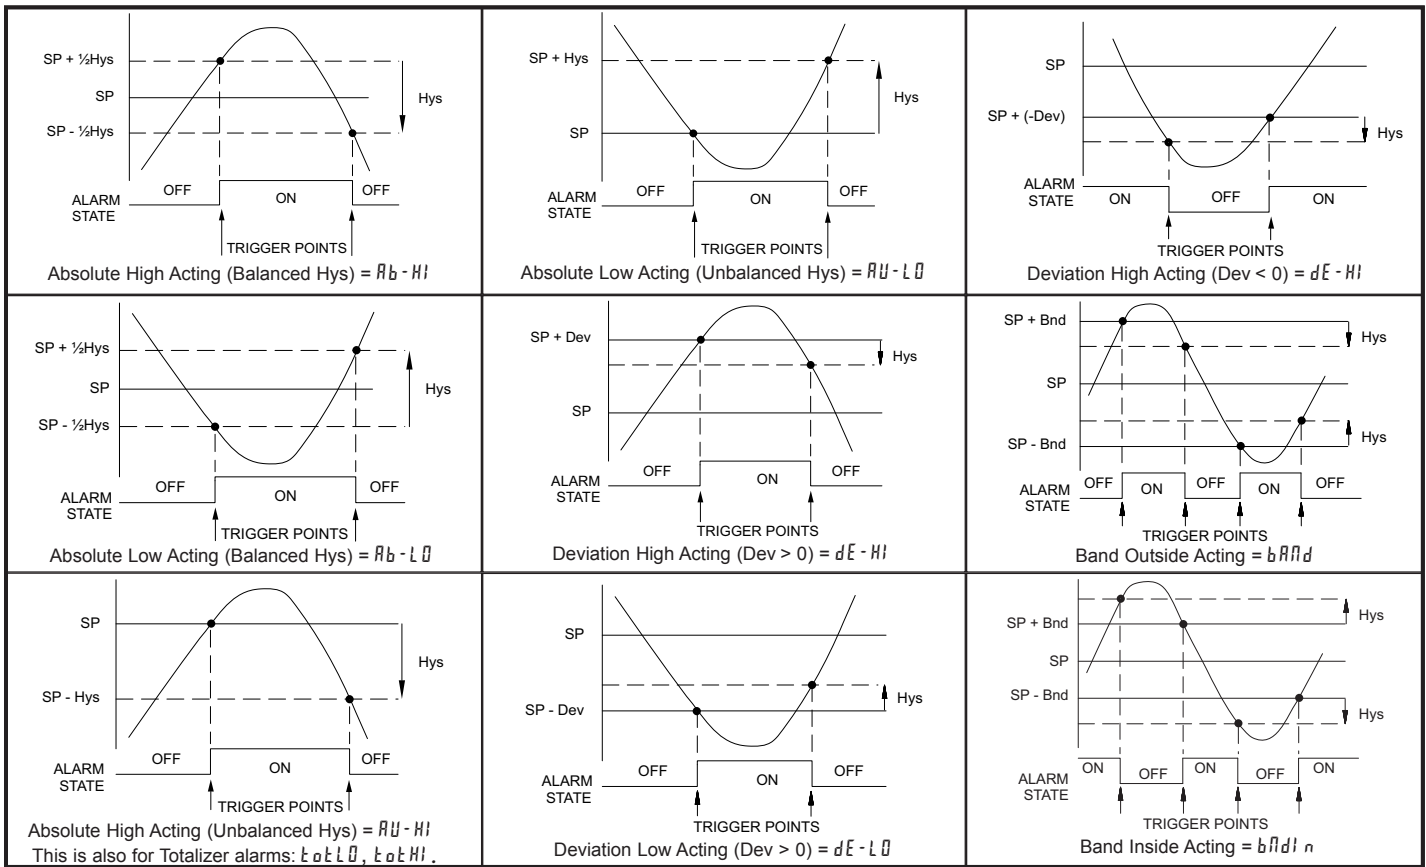 SP + ½Hys
SP
SP - ½Hys
Hys
OFF
ON
OFF
ALARM
STATE
TRIGGER POINTS
Absolute High Acting (Balanced Hys) = Ab-HI
SP + Hys
SP
Hys
OFF
ON
OFF
ALARM
STATE
TRIGGER POINTS
Absolute Low Acting (Unbalanced Hys) = AU-LO
SP
SP + (-Dev)
Hys
ALARM
STATE
ON
OFF
ON
TRIGGER POINTS
Deviation High Acting (Dev < 0) = dE-HI
SP + ½Hys
SP
SP - ½Hys
Hys
OFF
ON
OFF
ALARM
STATE
TRIGGER POINTS
Absolute Low Acting (Balanced Hys) = Ab-LO
SP + Dev
SP
Hys
OFF
ON
OFF
ALARM
STATE
TRIGGER POINTS
Deviation High Acting (Dev > 0) = dE-HI
SP + Bnd
Hys
SP
SP - Bnd
Hys
OFF
ON
OFF
ON
OFF
ALARM
STATE
TRIGGER POINTS
Band Outside Acting = bANd
SP
SP - Hys
Hys
OFF
ON
OFF
ALARM
STATE
TRIGGER POINTS
Absolute High Acting (Unbalanced Hys) = AU-HI
This is also for Totalizer alarms: totLO, totHI.
SP
SP - Dev
Hys
OFF
ON
OFF
ALARM
STATE
TRIGGER POINTS
Deviation Low Acting (Dev > 0) = dE-LO
Hys
SP + Bnd
SP
SP - Bnd
Hys
ON
OFF
ON
OFF
ON
ALARM
STATE
TRIGGER POINTS
Band Inside Acting = bNdIn